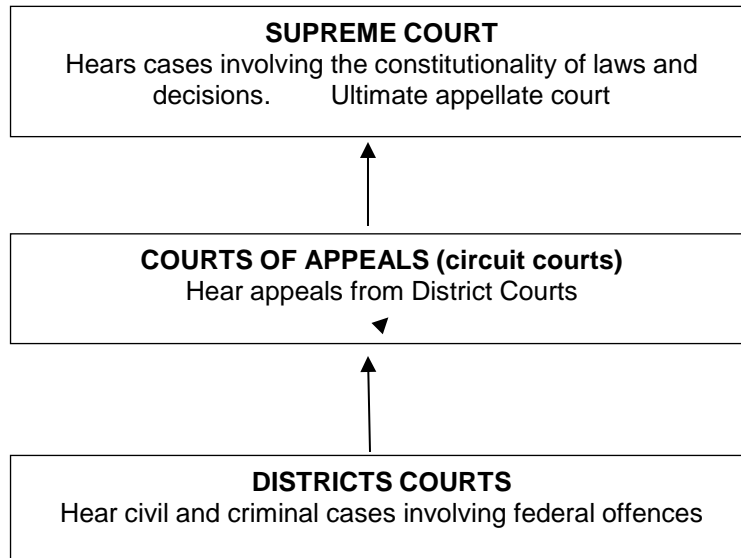 SUPREME COURT
Hears cases involving the constitutionality of laws and
decisions. Ultimate appellate court
COURTS OF APPEALS (circuit courts)
Hear appeals from District Courts
DISTRICTS COURTS
Hear civil and criminal cases involving federal offences